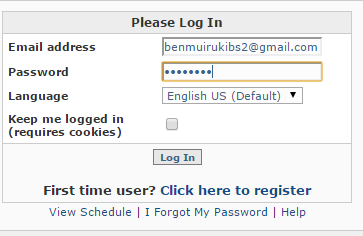 Please Log In
Email address benmuirukibs2@gmail.com
Password ••••••••
Language English US (Default)
Keep me logged in
(requires cookies)
Log In
First time user? Click here to register
View Schedule | I Forgot My Password | Help